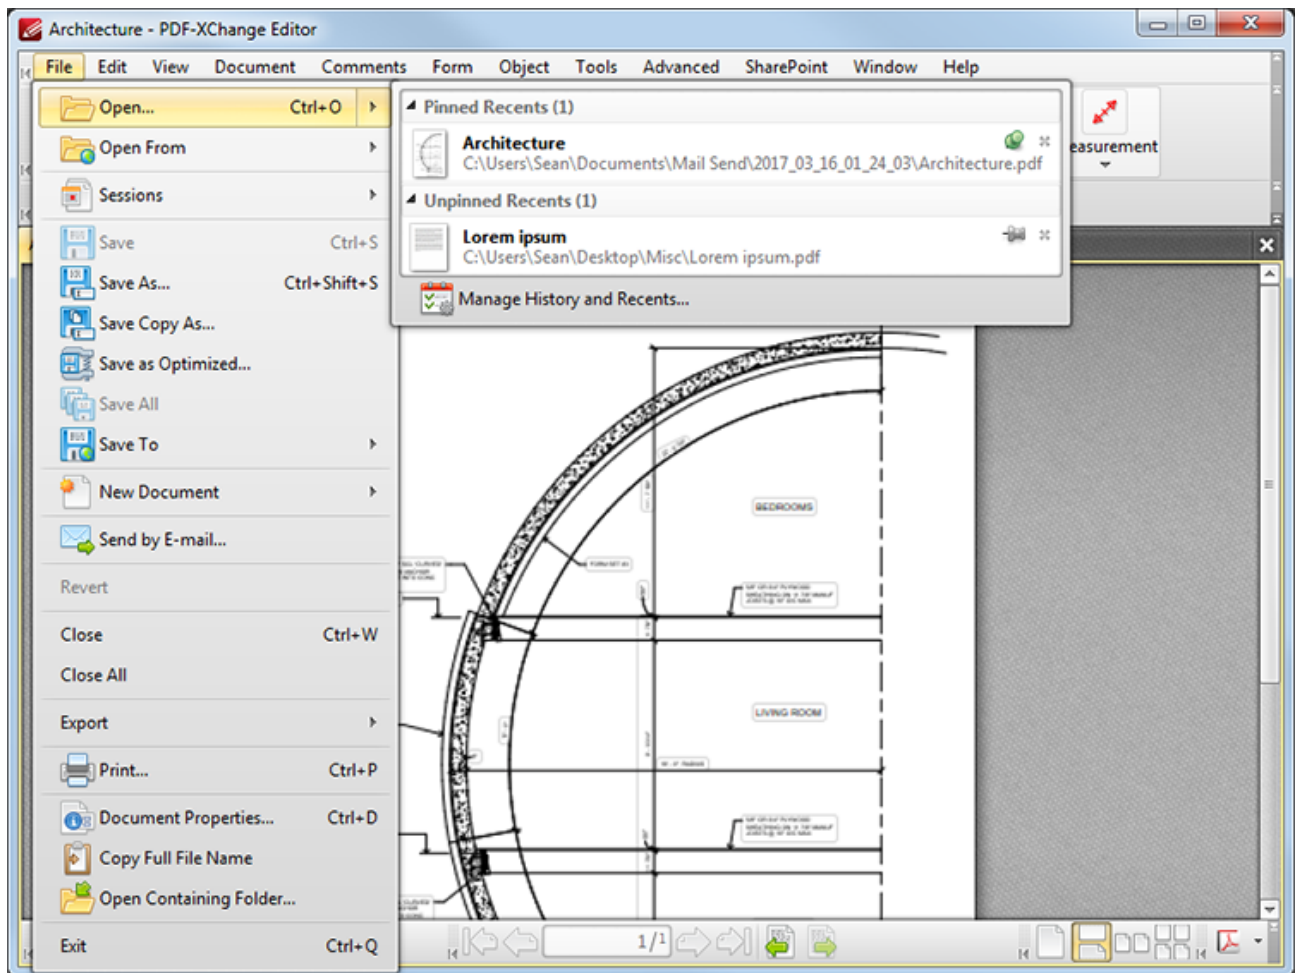 Architecture - PDF-XChange Editor
File Edit View Document Comments Form Object Tools Advanced SharePoint Window Help
Open... Ctrl+O
Open From
Sessions
Save Ctrl+S
Save As... Ctrl+Shift+S
Save Copy As...
Save as Optimized...
Save All
Save To
New Document
Send by E-mail...
Revert
Close Ctrl+W
Close All
Export
Print... Ctrl+P
Document Properties... Ctrl+D
Copy Full File Name
Open Containing Folder...
Exit Ctrl+Q
Pinned Recents (1)
Architecture
C:\Users\Sean\Documents\Mail Send\2017_03_16_01_24_03\Architecture.pdf
Unpinned Recents (1)
Lorem ipsum
C:\Users\Sean\Desktop\Misc\Lorem ipsum.pdf
Manage History and Recents...
easurement
BEDROOMS
LIVING ROOM
1/1